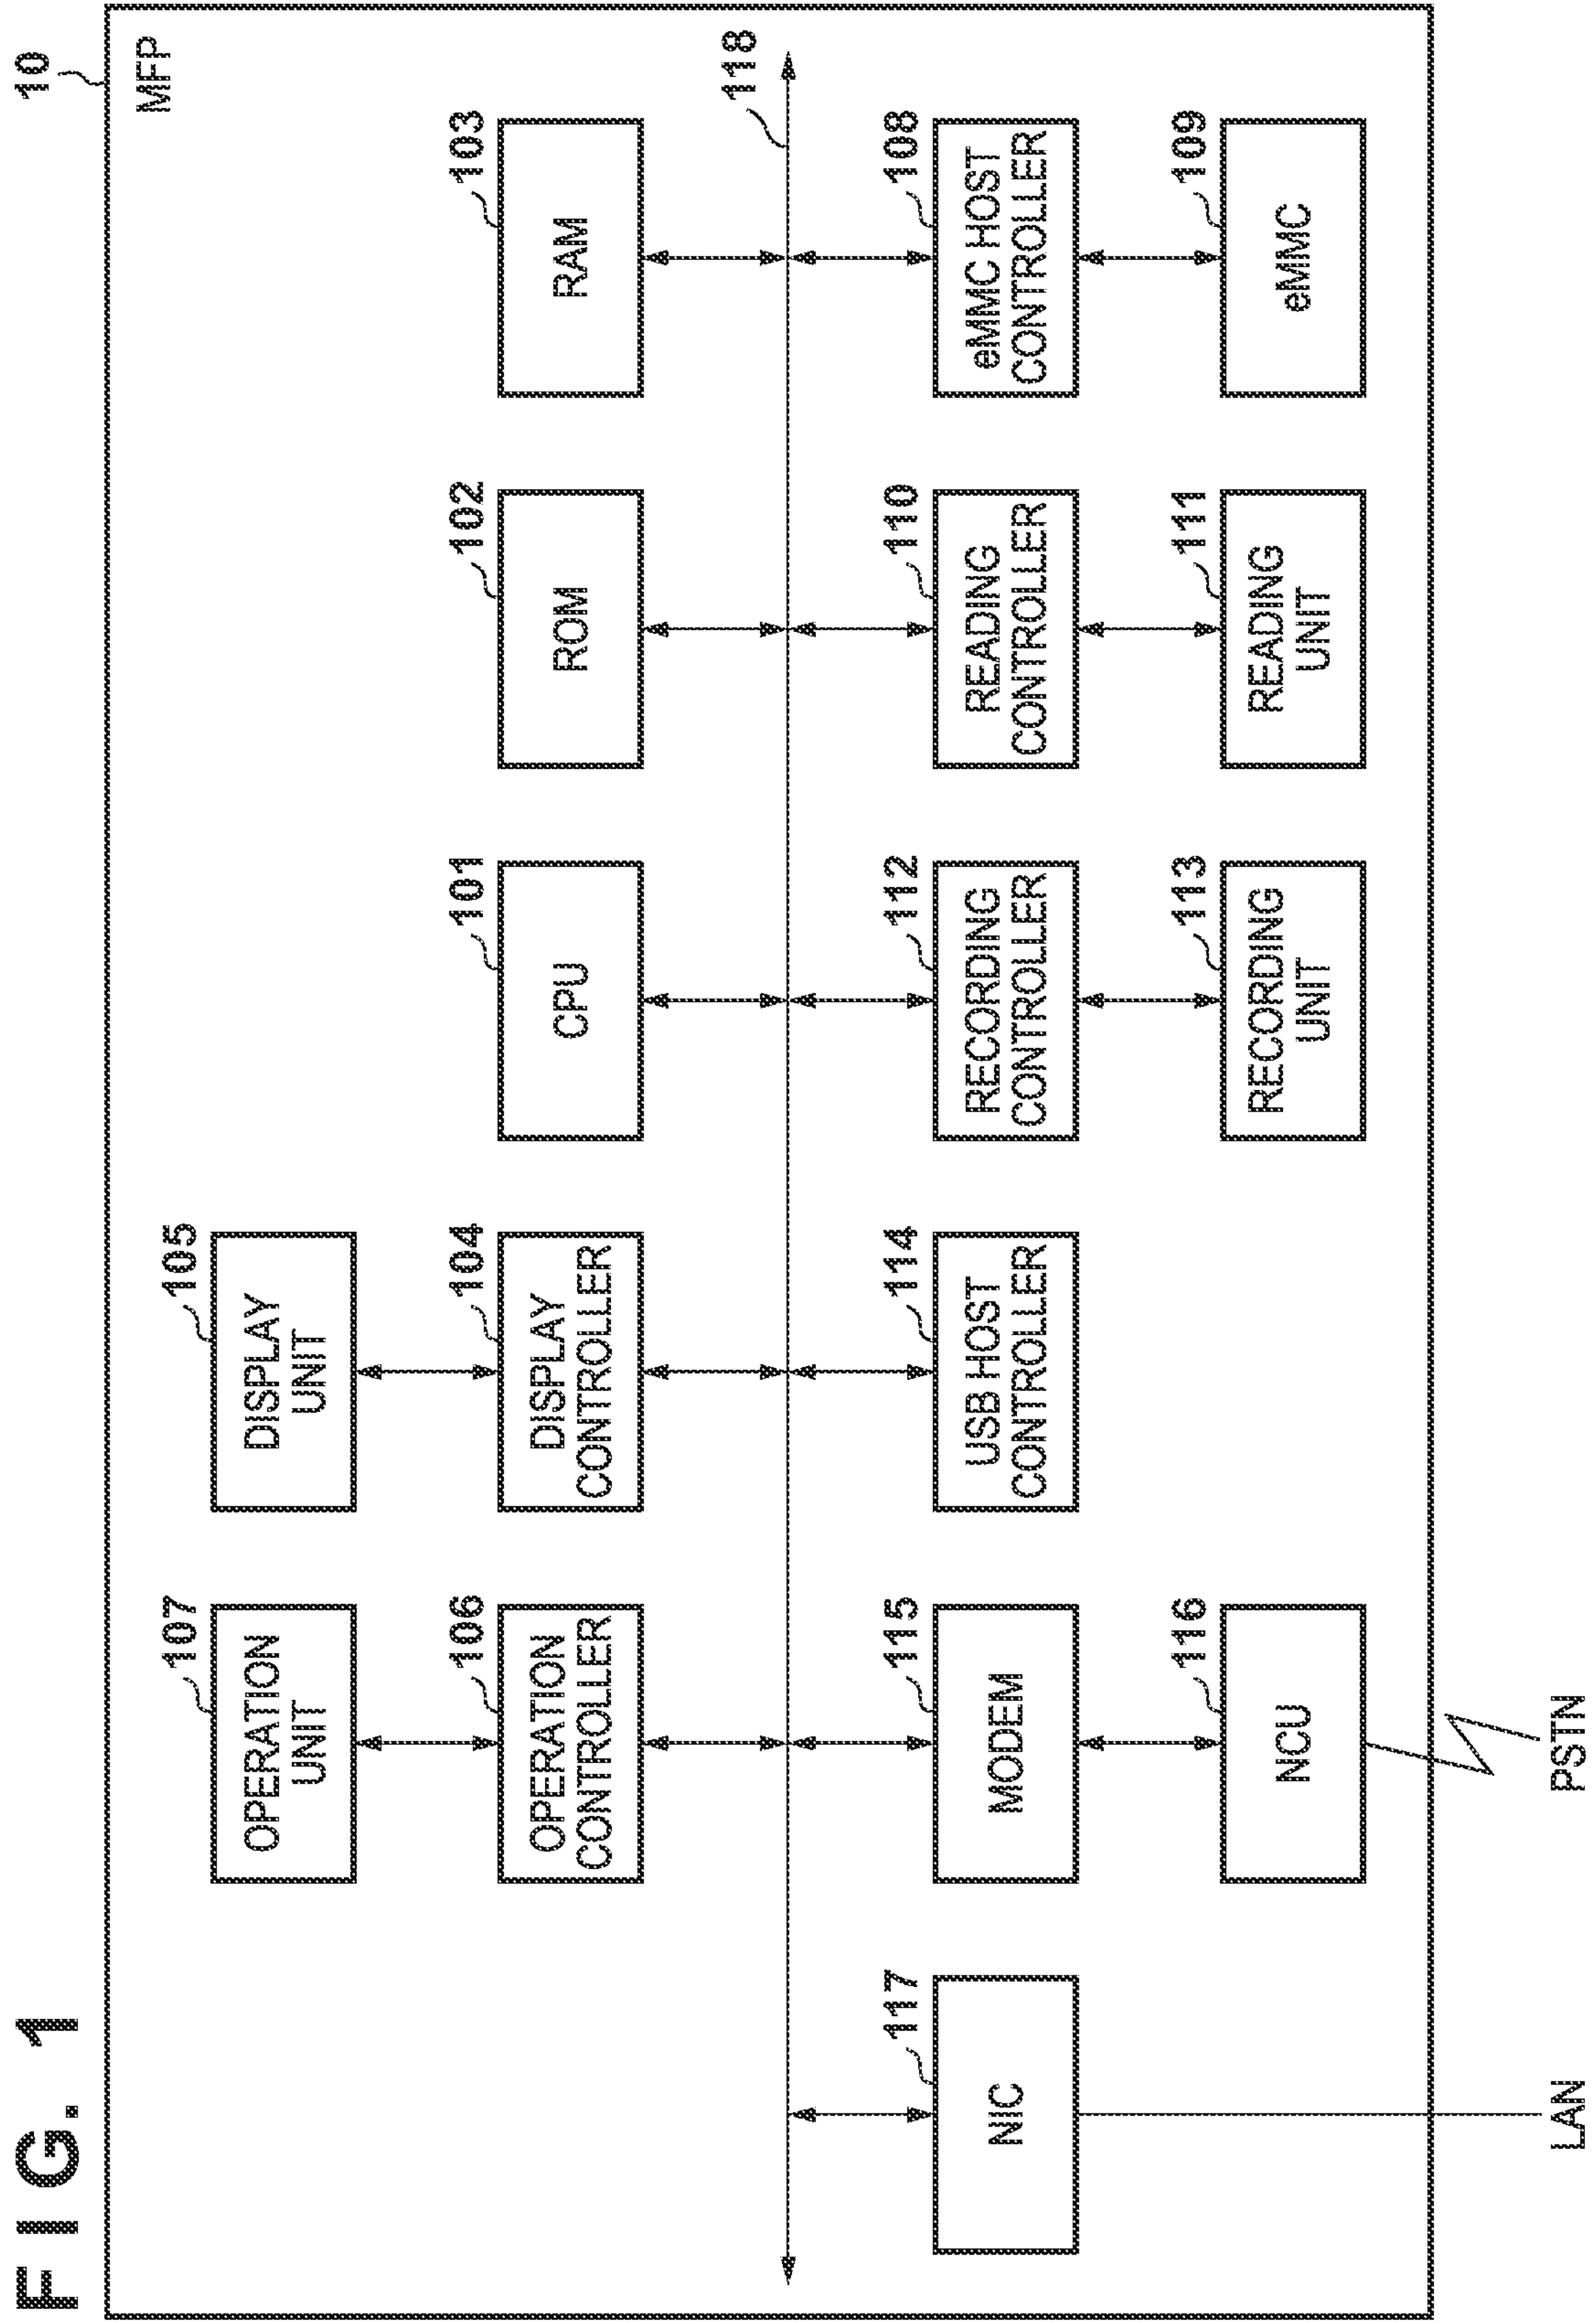 FIG. 1
10
MFP
107
OPERATION
UNIT
105
DISPLAY
UNIT
106
OPERATION
CONTROLLER
104
DISPLAY
CONTROLLER
101
CPU
102
ROM
103
RAM
118
117
NIC
115
MODEM
114
USB HOST
CONTROLLER
112
RECORDING
CONTROLLER
110
READING
CONTROLLER
108
eMMC HOST
CONTROLLER
116
NCU
113
RECORDING
UNIT
111
READING
UNIT
109
eMMC
LAN
PSTN